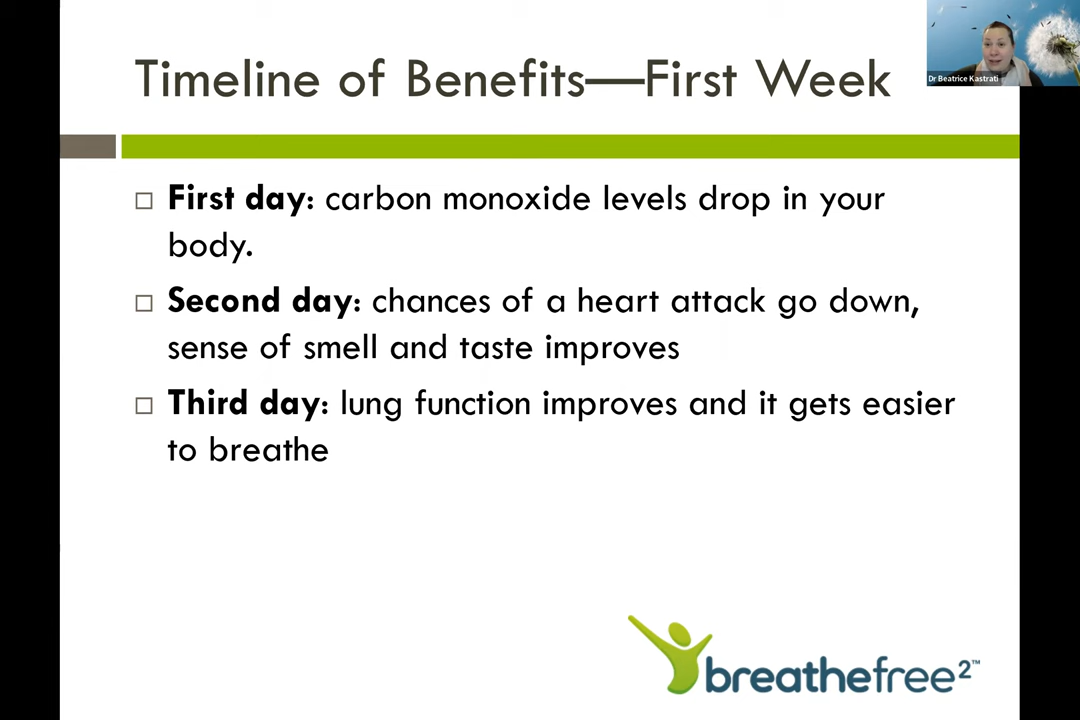 Timeline of Benefits—First Week
Dr Beatrice Kastrati
First day: carbon monoxide levels drop in your
body.
Second day: chances of a heart attack go down,
sense of smell and taste improves
Third day: lung function improves and it gets easier
to breathe
breathefree2™